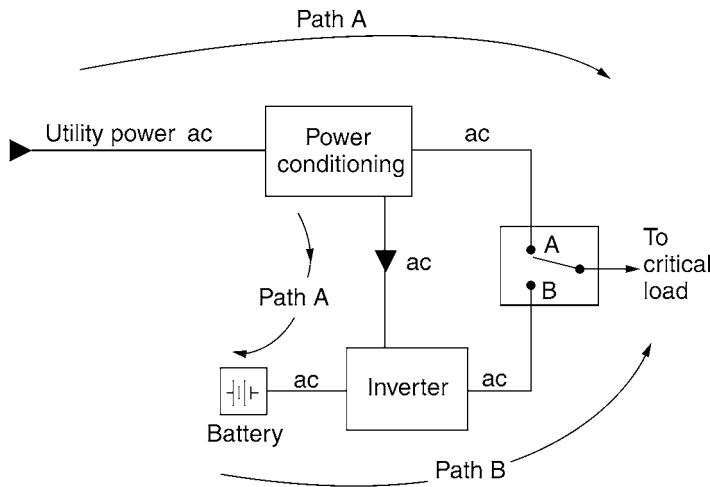 Path A
Utility power ac
Power
conditioning
ac
A
To
critical
load
ac
B
Path A
ac
Inverter
ac
Battery
Path B